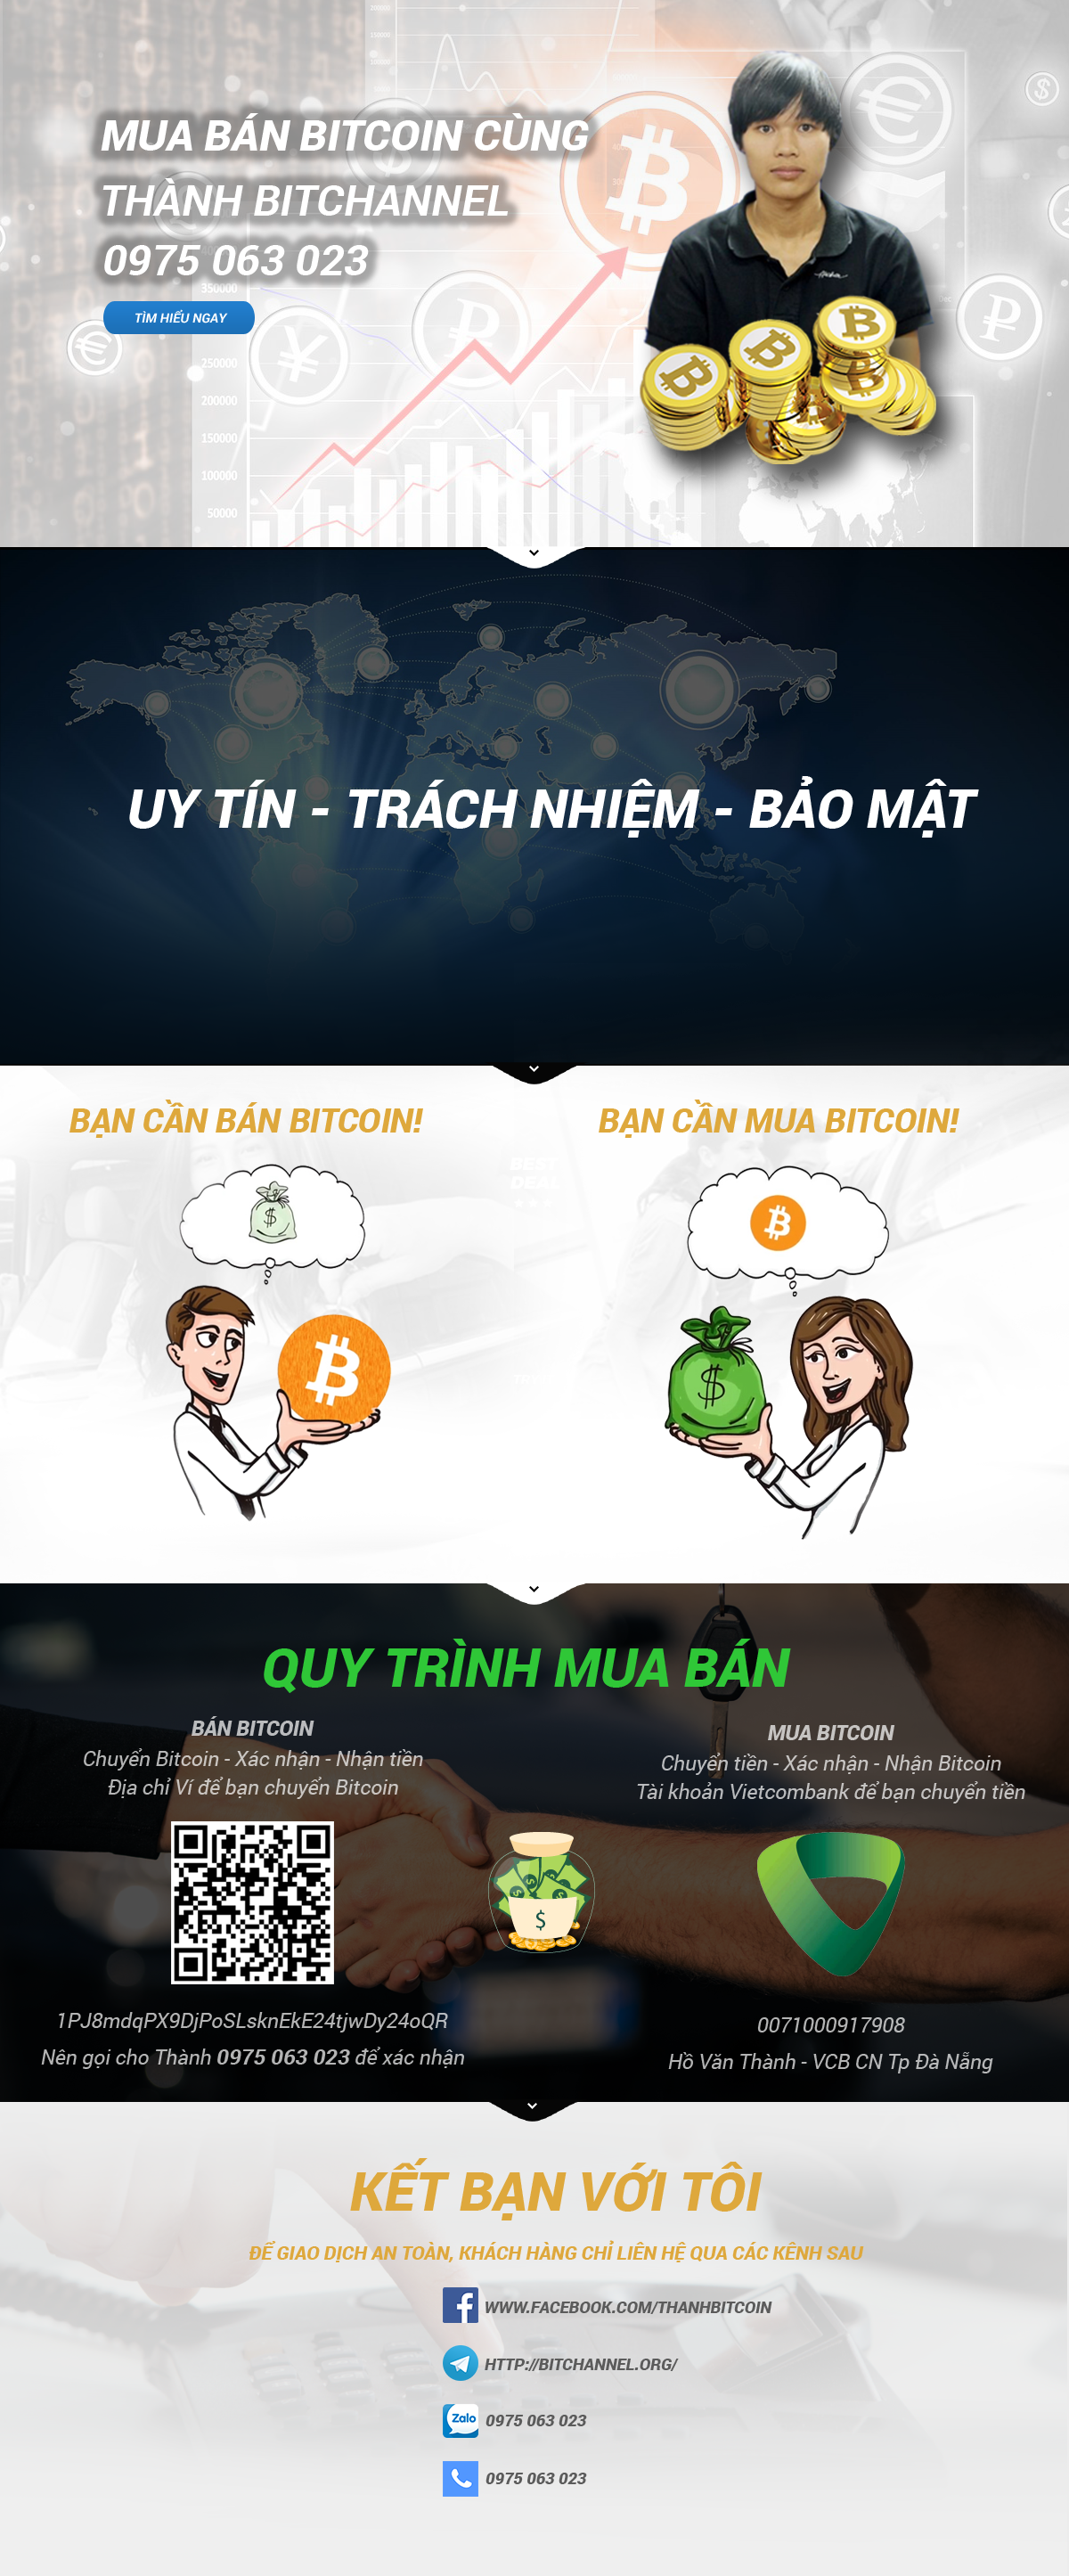 MUA BÁN BITCOIN CÙNG
THÀNH BITCHANNEL
0975 063 023
TÌM HIỂU NGAY
350000
250000
200000
150000
100000
50000
UY TÍN - TRÁCH NHIỆM - BẢO MẬT
BẠN CẦN BÁN BITCOIN!
BẠN CẦN MUA BITCOIN!
BEST
DEAL
QUY TRÌNH MUA BÁN
BÁN BITCOIN
Chuyển Bitcoin - Xác nhận - Nhận tiền
Địa chỉ Ví để bạn chuyển Bitcoin
1PJ8mdqPX9DjPoSLsknEkE24tjwDy24oQR
Nên gọi cho Thành 0975 063 023 để xác nhận
MUA BITCOIN
Chuyển tiền - Xác nhận - Nhận Bitcoin
Tài khoản Vietcombank để bạn chuyển tiền
0071000917908
Hồ Văn Thành - VCB CN Tp Đà Nẵng
KẾT BẠN VỚI TÔI
ĐỂ GIAO DỊCH AN TOÀN, KHÁCH HÀNG CHỈ LIÊN HỆ QUA CÁC KÊNH SAU
WWW.FACEBOOK.COM/THANHBITCOIN
HTTP://BITCHANNEL.ORG/
Zalo 0975 063 023
0975 063 023